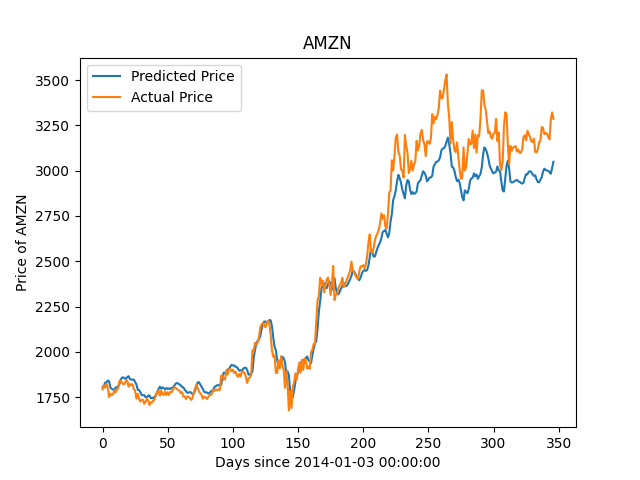 AMZN
Predicted Price
Actual Price
Price of AMZN
3500
3250
3000
2750
2500
2250
2000
1750
0 50 100 150 200 250 300 350
Days since 2014-01-03 00:00:00